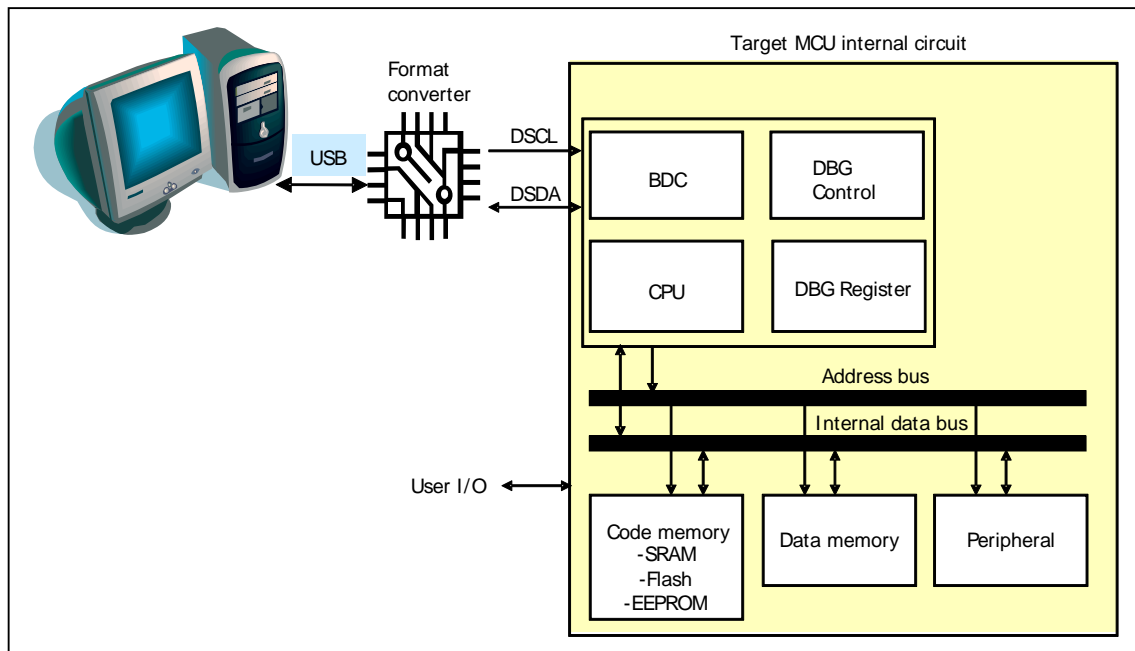 Target MCU internal circuit
Format
converter
USB
DSCL
DSDA
BDC
DBG
Control
CPU
DBG Register
Address bus
Internal data bus
User I/O
Code memory
-SRAM
-Flash
-EEPROM
Data memory
Peripheral